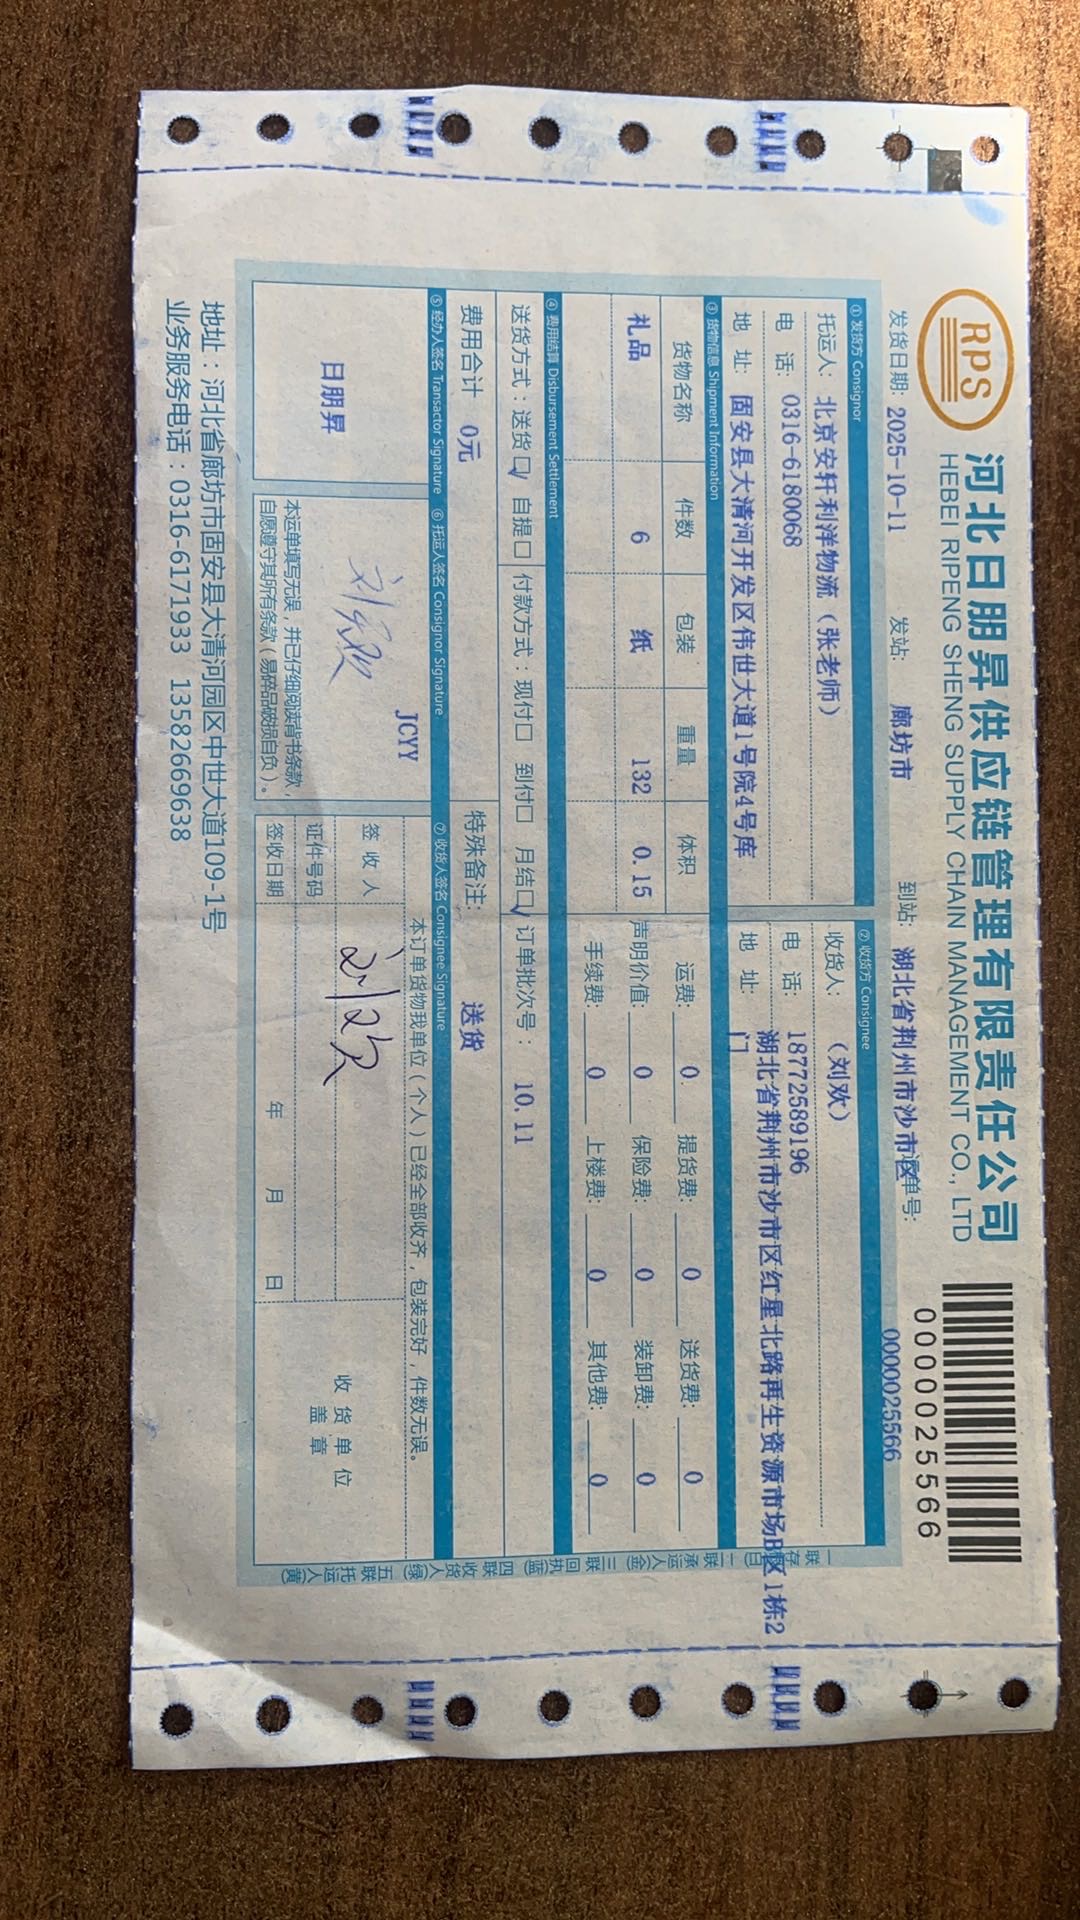 RPS
河北日朋昇供应链管理有限责任公司
HEBEI RIPENG SHENG SUPPLY CHAIN MANAGEMENT CO., LTD
0000025566
发货日期: 2025-10-11 发站: 廊坊市 到站: 湖北省荆州市沙市区 单号: 0000025566
① 发货方 Consignor
托运人: 北京安轩利洋物流（张老师）
电 话: 0316-6180068
地 址: 固安县大清河开发区伟世大道1号院4号库
② 收货方 Consignee
收货人: （刘欢）
电 话: 18772589196
地 址: 湖北省荆州市沙市区红星北路再生资源市场B区1栋2
门
③ 货物信息 Shipment Information
货物名称 件数 包装 重量 体积
礼品 6 纸 132 0.15
运费: 0. 提货费: 0 送货费: 0
声明价值: 0 保险费: 0 装卸费: 0
手续费: 0 上楼费: 0 其他费: 0
④ 费用结算 Disbursement Settlement
送货方式：送货☑ 自提□ 付款方式：现付□ 到付□ 月结☑ 订单批次号： 10.11
费用合计 0元 特殊备注: 送货
⑤ 经办人签名 Transactor Signature
日朋昇
⑥ 托运人签名 Consignor Signature
JCYY
刘欢
本运单填写无误，并已仔细阅读背书条款，
自愿遵守其所有条款（易碎品破损自负）。
⑦ 收货人签名 Consignee Signature
本订单货物我单位（个人）已经全部收齐，包装完好，件数无误。
签 收 人 刘欢
证件号码
签收日期 年 月 日
收 货 单 位
盖 章
一联存 二联承运人(金) 三联回执(蓝) 四联收货人(绿) 五联托运人(黄)
地址：河北省廊坊市固安县大清河园区中世大道109-1号
业务服务电话：0316-6171933 13582669638